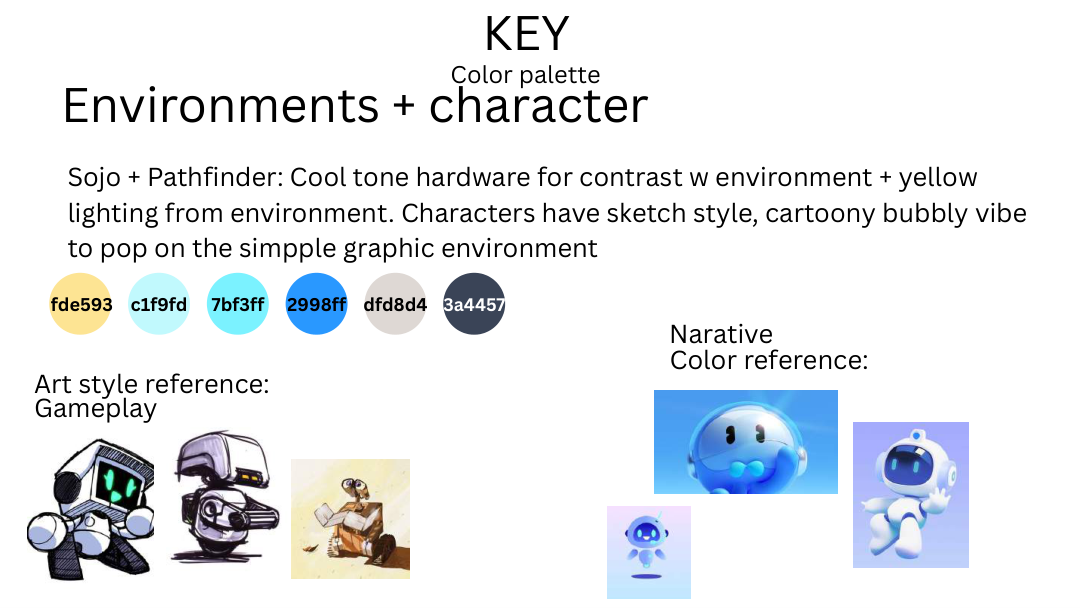 KEY
Color palette
Environments + character
Sojo + Pathfinder: Cool tone hardware for contrast w environment + yellow
lighting from environment. Characters have sketch style, cartoony bubbly vibe
to pop on the simpple graphic environment
fde593 c1f9fd 7bf3ff 2998ff dfd8d4 3a4457
Narative
Color reference:
Art style reference:
Gameplay